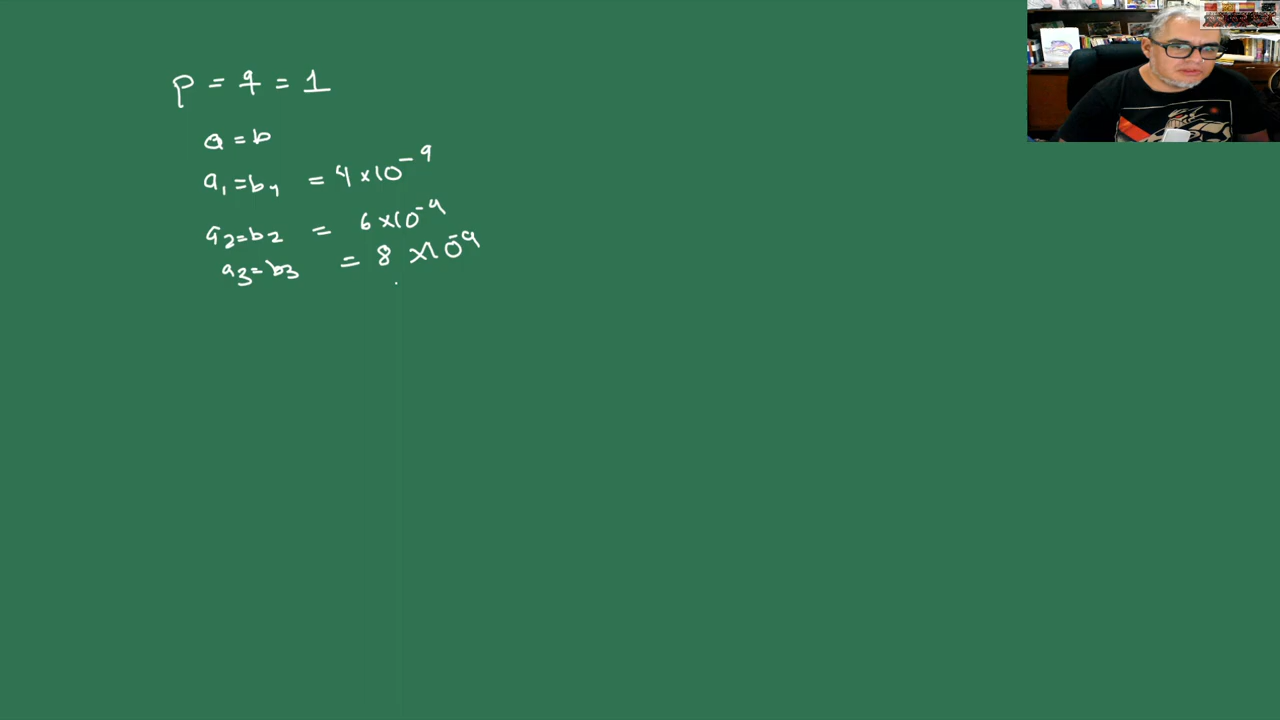 p = q = 1
a = b
a₁ = b₁ = 4 × 10⁻⁹
a₂ = b₂ = 6 × 10⁻⁹
a₃ = b₃ = 8 × 10⁻⁹